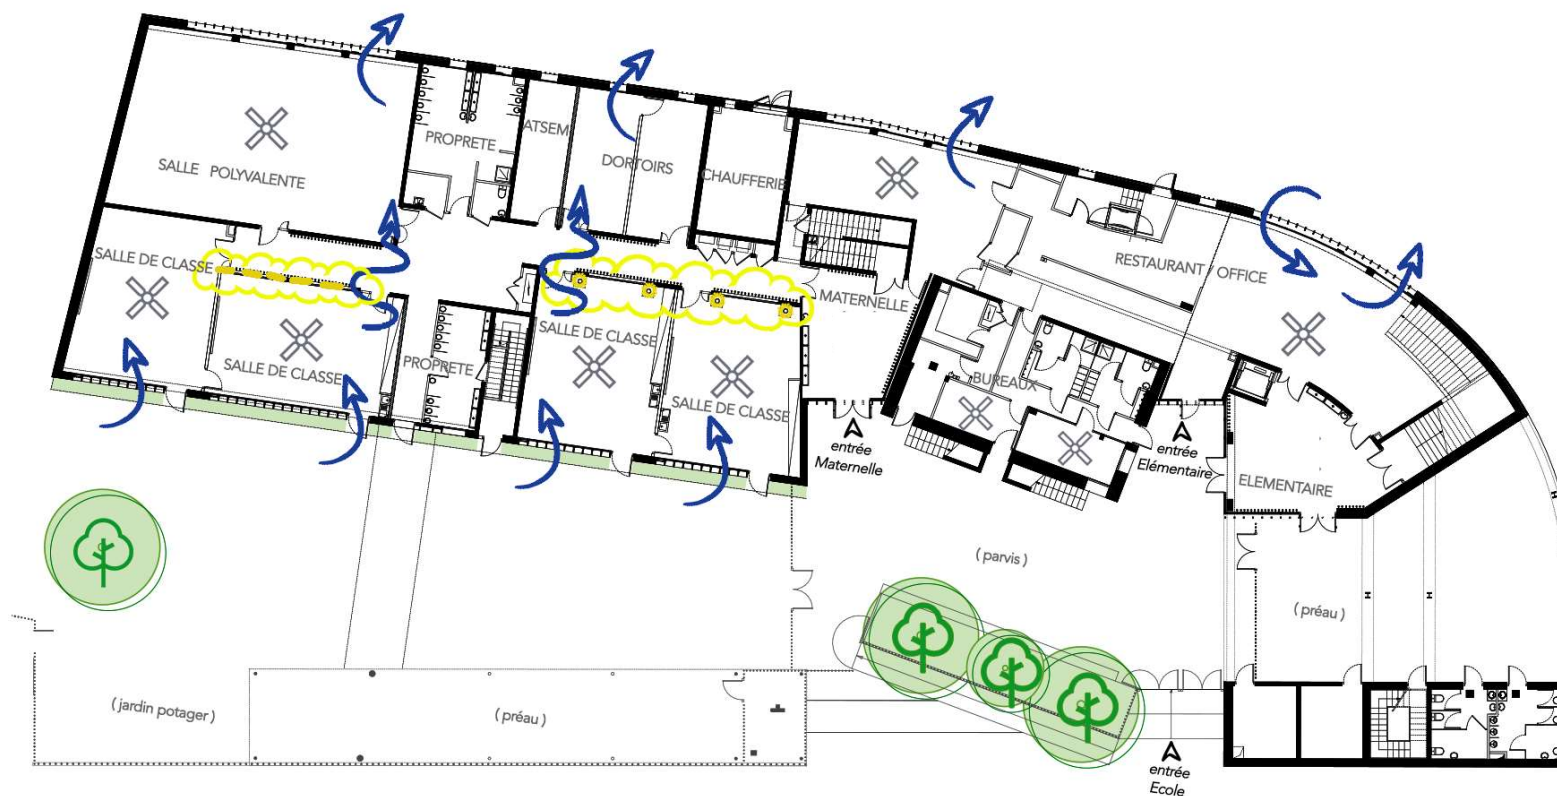 PROPRETE
ATSEM
DORTOIRS
CHAUFFERIE
SALLE POLYVALENTE
SALLE DE CLASSE
SALLE DE CLASSE
PROPRETE
SALLE DE CLASSE
SALLE DE CLASSE
MATERNELLE
RESTAURANT / OFFICE
BUREAUX
entrée
Maternelle
entrée
Elémentaire
ELEMENTAIRE
( parvis )
( préau )
( jardin potager )
( préau )
entrée
Ecole